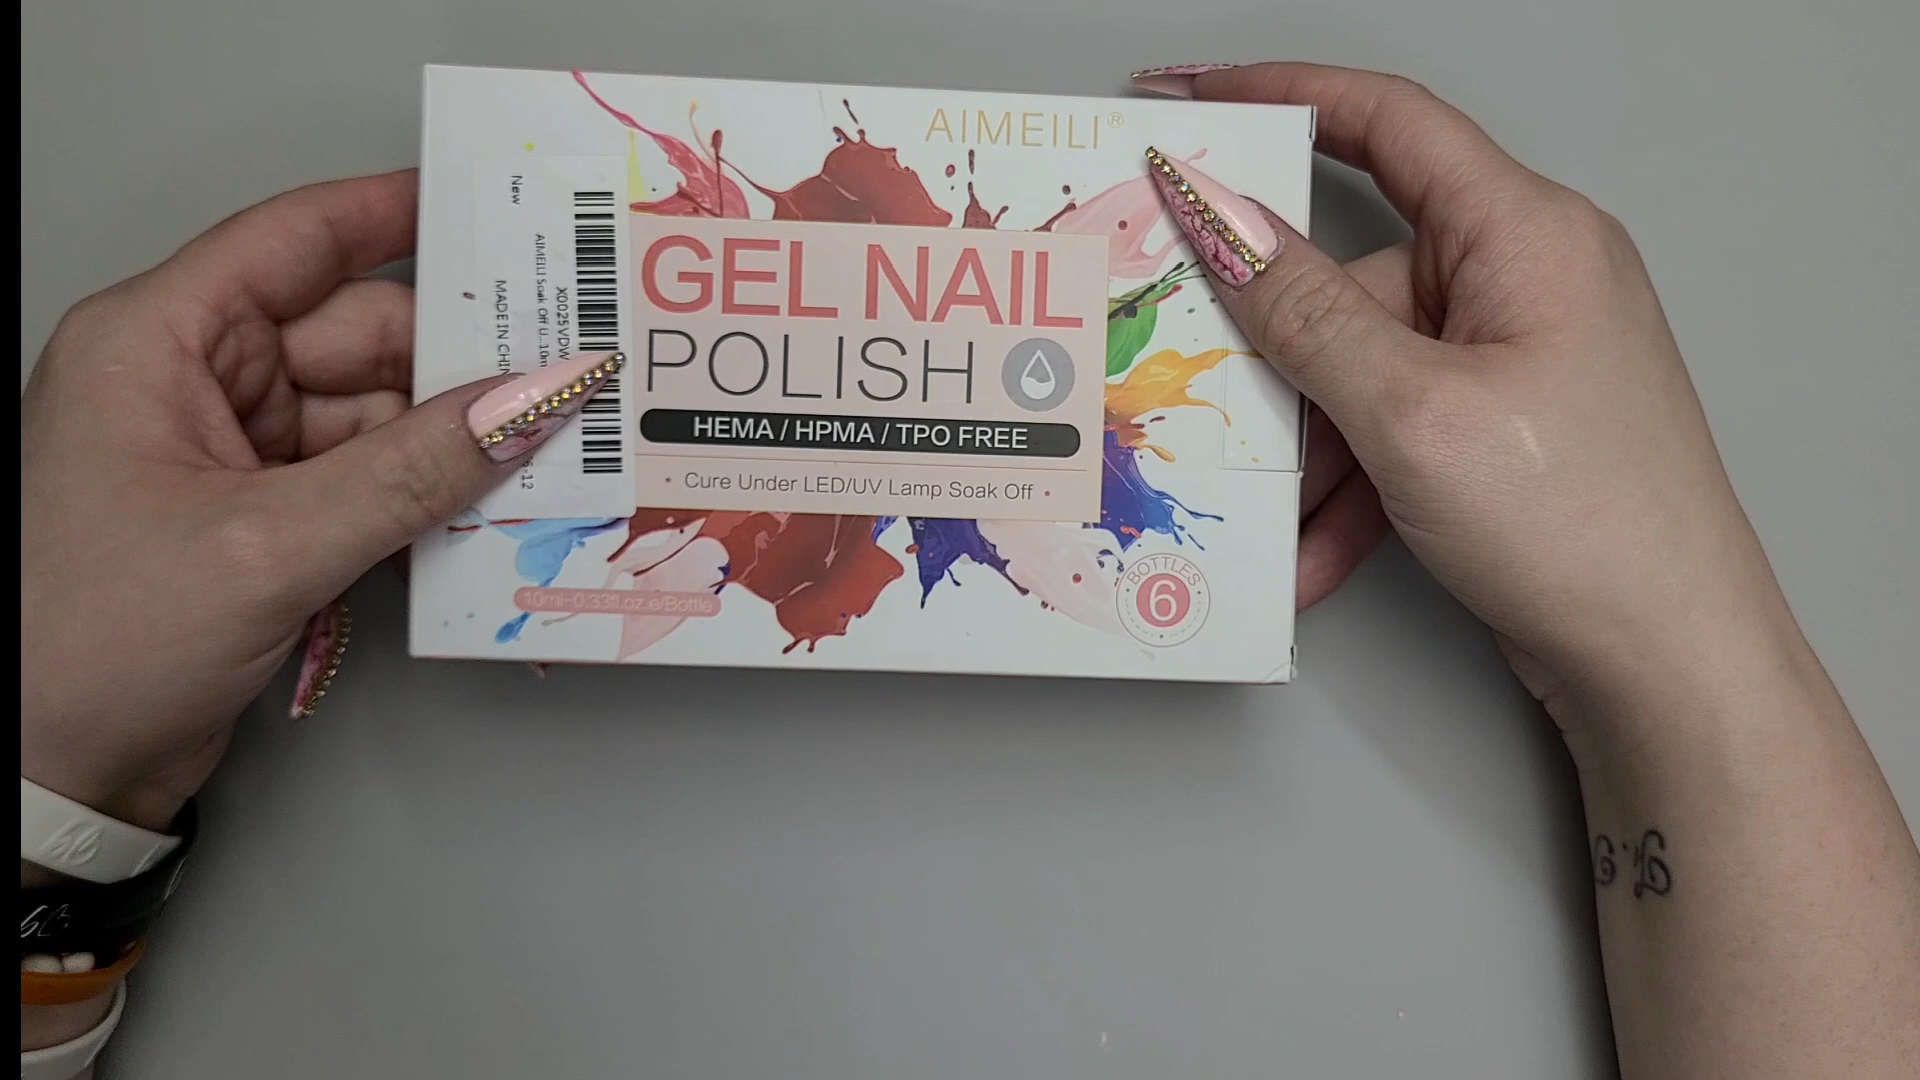 AIMEILI®
GEL NAIL
POLISH
HEMA / HPMA / TPO FREE
• Cure Under LED/UV Lamp Soak Off •
10ml-0.33fl.oz.e/Bottle
BOTTLES
6
X0025VDW
AIMEILI Soak Off U...10m
New
MADE IN CHIN